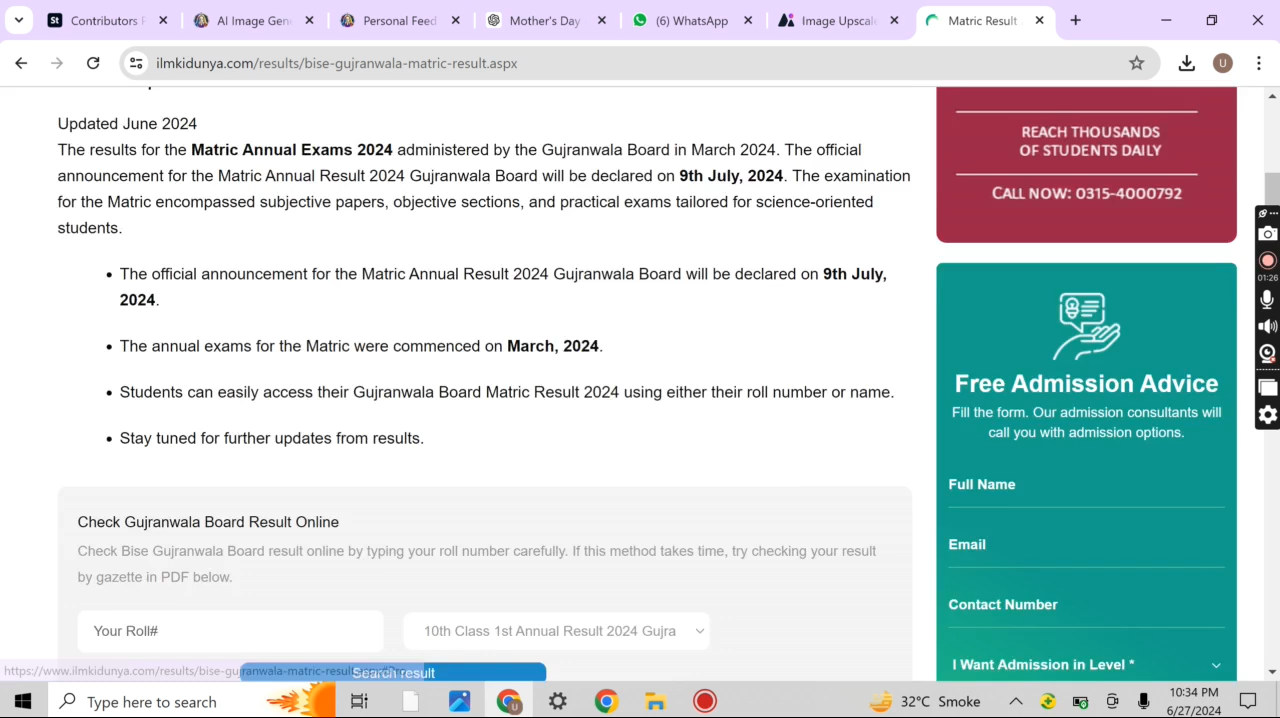 Contributors
AI Image Gen
Personal Feed
Mother's Day
(6) WhatsApp
Image Upscal
Matric Result
ilmkidunya.com/results/bise-gujranwala-matric-result.aspx
U
Updated June 2024
The results for the Matric Annual Exams 2024 administered by the Gujranwala Board in March 2024. The official
announcement for the Matric Annual Result 2024 Gujranwala Board will be declared on 9th July, 2024. The examination
for the Matric encompassed subjective papers, objective sections, and practical exams tailored for science-oriented
students.
• The official announcement for the Matric Annual Result 2024 Gujranwala Board will be declared on 9th July,
2024.
• The annual exams for the Matric were commenced on March, 2024.
• Students can easily access their Gujranwala Board Matric Result 2024 using either their roll number or name.
• Stay tuned for further updates from results.
Check Gujranwala Board Result Online
Check Bise Gujranwala Board result online by typing your roll number carefully. If this method takes time, try checking your result
by gazette in PDF below.
Your Roll#
10th Class 1st Annual Result 2024 Gujra
Search result
REACH THOUSANDS
OF STUDENTS DAILY
CALL NOW: 0315-4000792
Free Admission Advice
Fill the form. Our admission consultants will
call you with admission options.
Full Name
Email
Contact Number
I Want Admission in Level *
01:26
https://www.ilmkidunya.com/results/bise-gujranwala-matric-resul
Type here to search
32°C Smoke
10:34 PM
6/27/2024